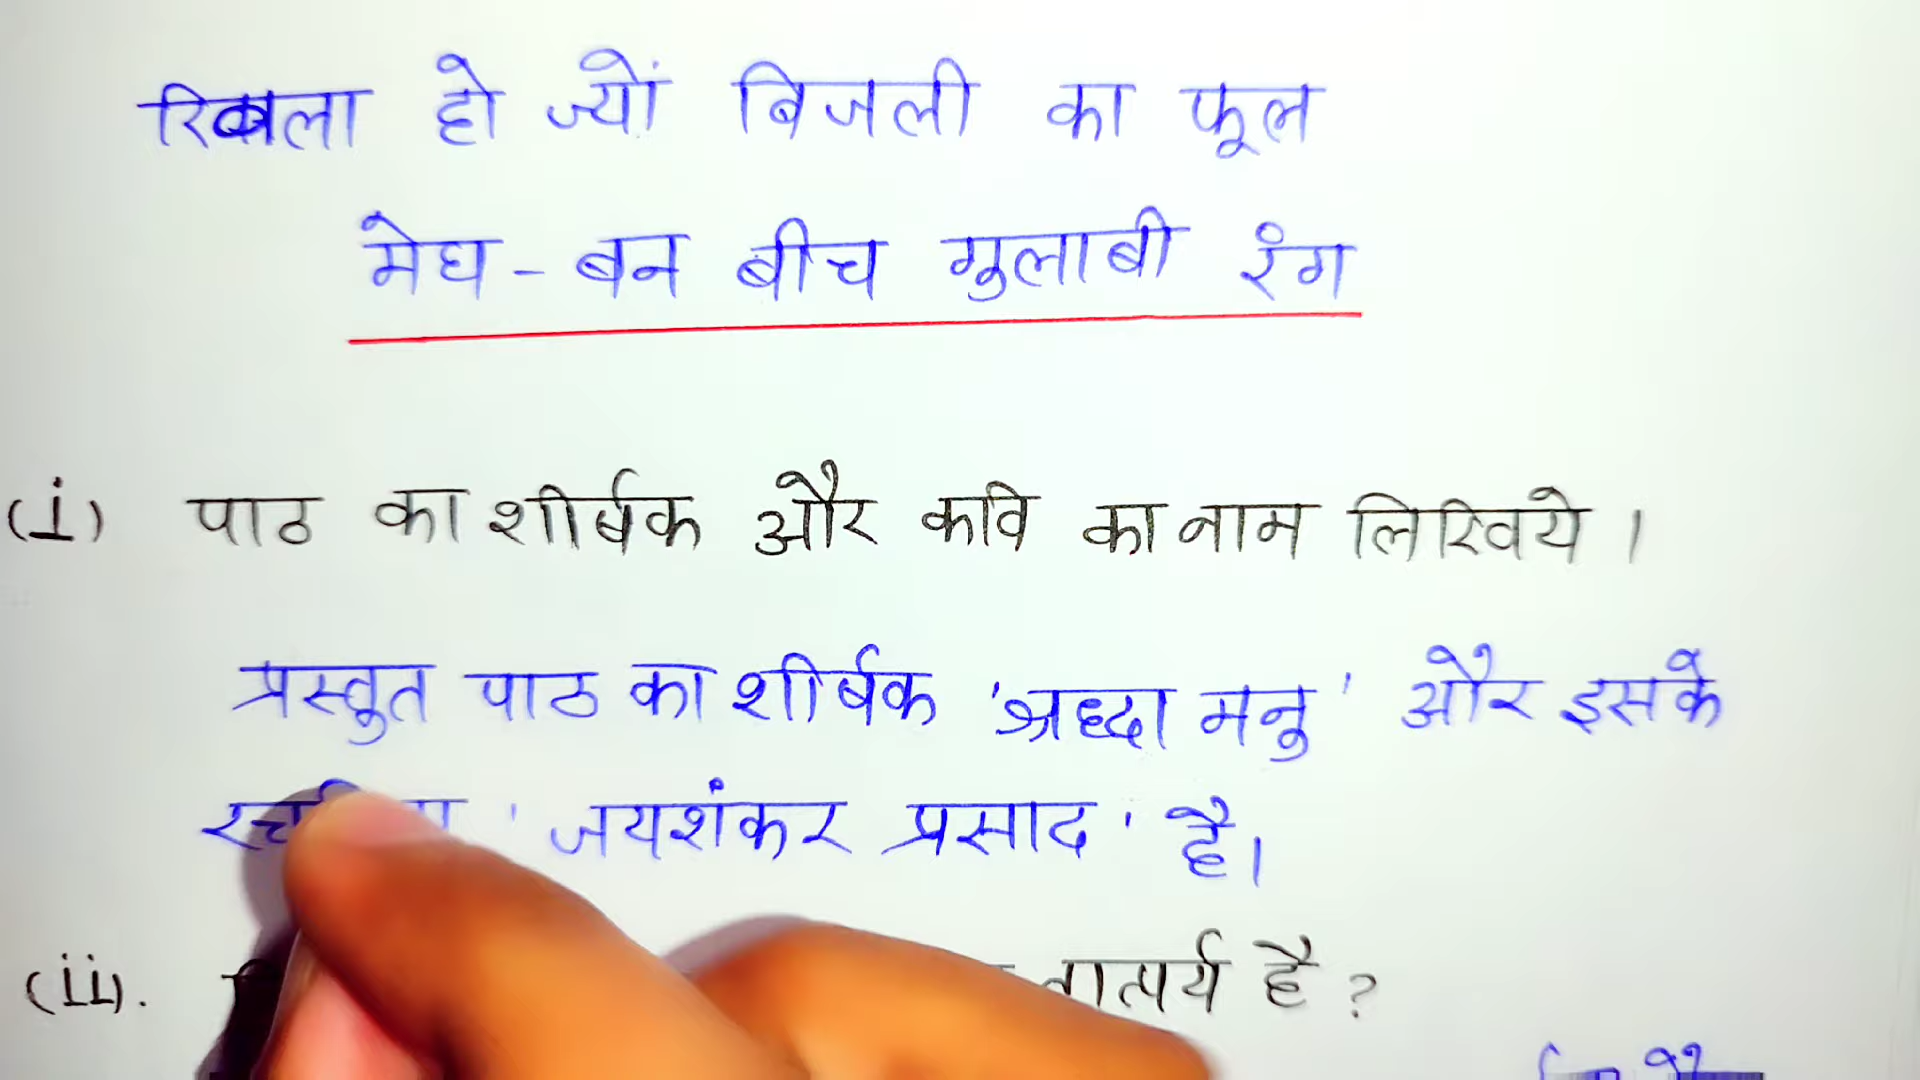 खिला हो ज्यों बिजली का फूल
मेघ-बन बीच गुलाबी रंग
(i) पाठ का शीर्षक और कवि का नाम लिखिये।
प्रस्तुत पाठ का शीर्षक 'श्रद्धा मनु' और इसके
'जयशंकर प्रसाद' है।
(ii). तात्पर्य है?